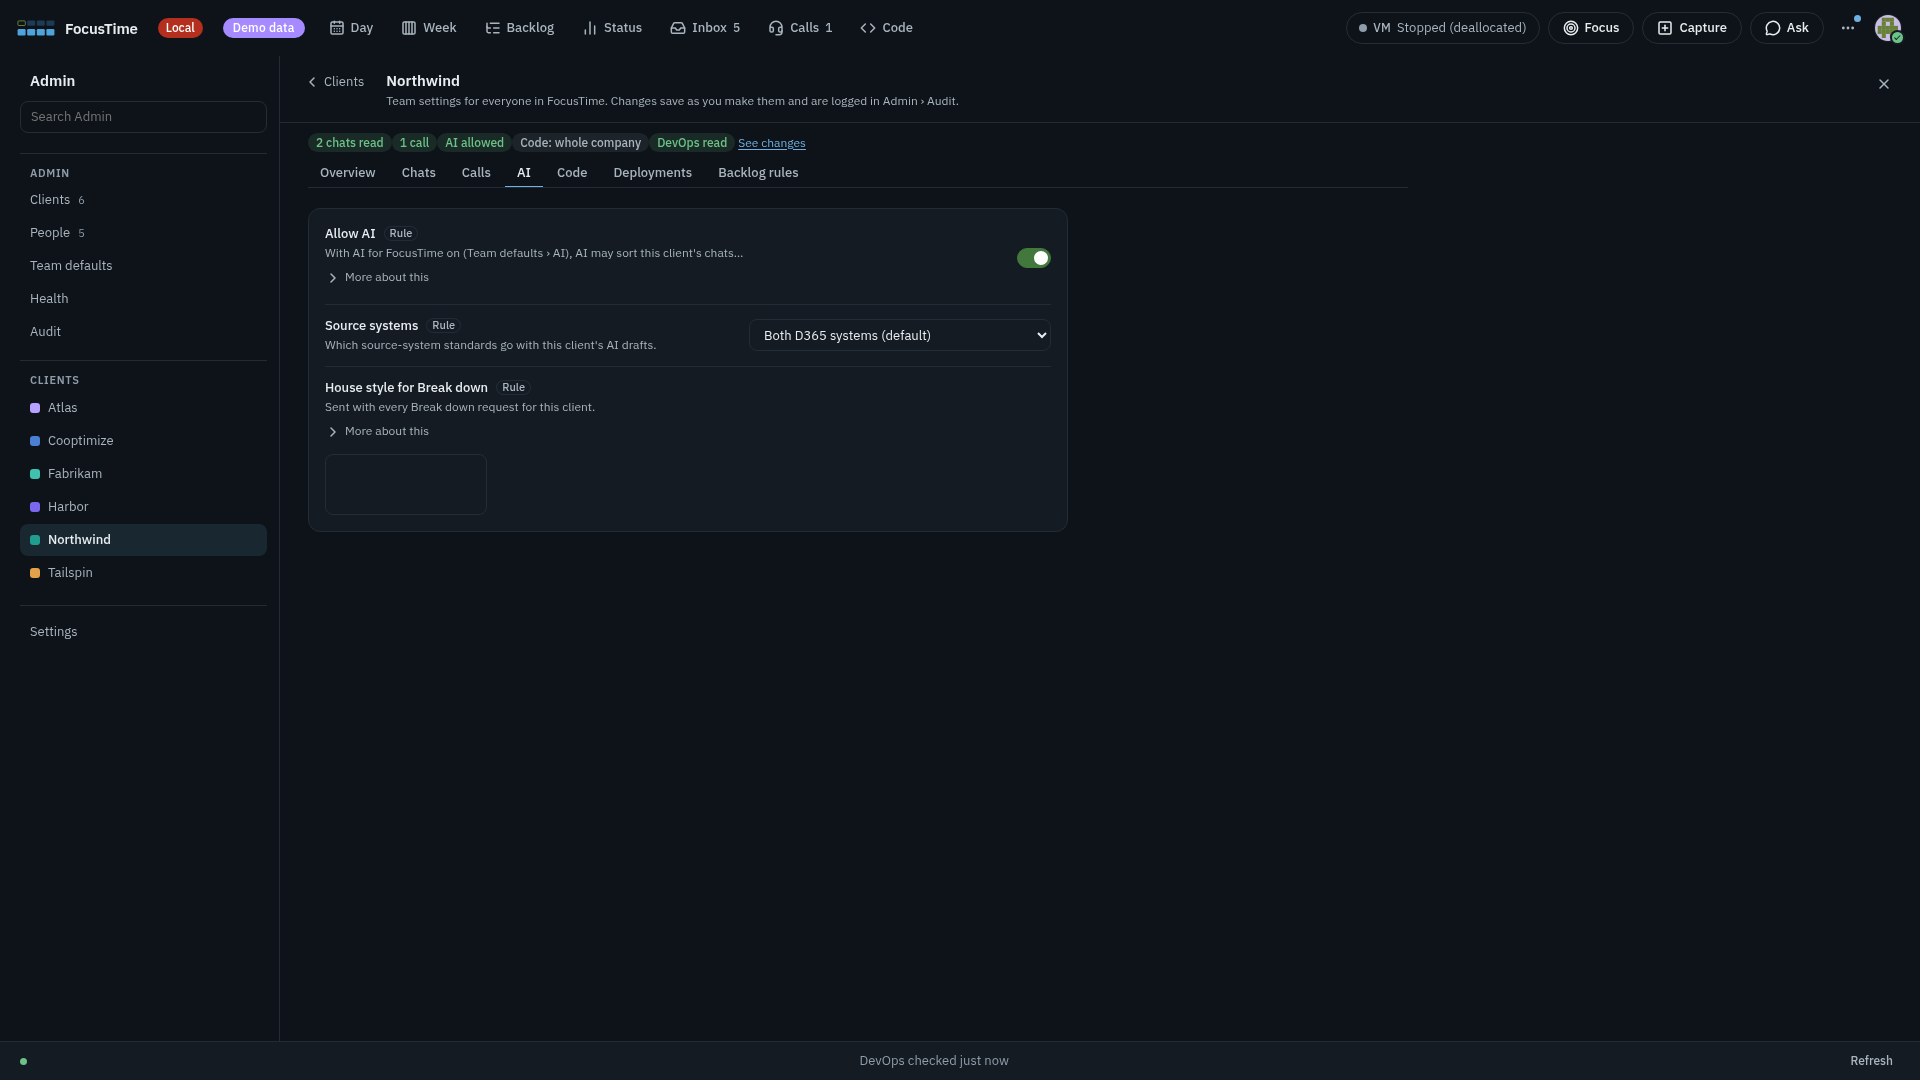 FocusTime
Local
Demo data
Day
Week
Backlog
Status
Inbox 5
Calls 1
Code
VM Stopped (deallocated)
Focus
Capture
Ask
Admin
Search Admin
ADMIN
Clients 6
People 5
Team defaults
Health
Audit
CLIENTS
Atlas
Cooptimize
Fabrikam
Harbor
Northwind
Tailspin
Settings
Clients
Northwind
Team settings for everyone in FocusTime. Changes save as you make them and are logged in Admin › Audit.
2 chats read 1 call AI allowed Code: whole company DevOps read See changes
Overview Chats Calls AI Code Deployments Backlog rules
Allow AI Rule
With AI for FocusTime on (Team defaults › AI), AI may sort this client's chats...
More about this
Source systems Rule
Which source-system standards go with this client's AI drafts.
Both D365 systems (default)
House style for Break down Rule
Sent with every Break down request for this client.
More about this
DevOps checked just now
Refresh